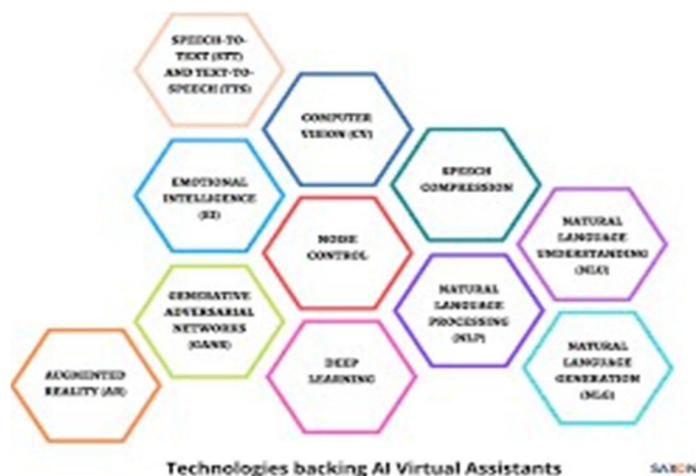 SPEECH-TO-
TEXT (STT)
AND TEXT-TO-
SPEECH (TTS)
COMPUTER
VISION (CV)
EMOTIONAL
INTELLIGENCE
(EI)
SPEECH
COMPRESSION
NOISE
CONTROL
NATURAL
LANGUAGE
UNDERSTANDING
(NLU)
GENERATIVE
ADVERSARIAL
NETWORKS
(GANS)
NATURAL
LANGUAGE
PROCESSING
(NLP)
AUGMENTED
REALITY (AR)
DEEP
LEARNING
NATURAL
LANGUAGE
GENERATION
(NLG)
Technologies backing AI Virtual Assistants